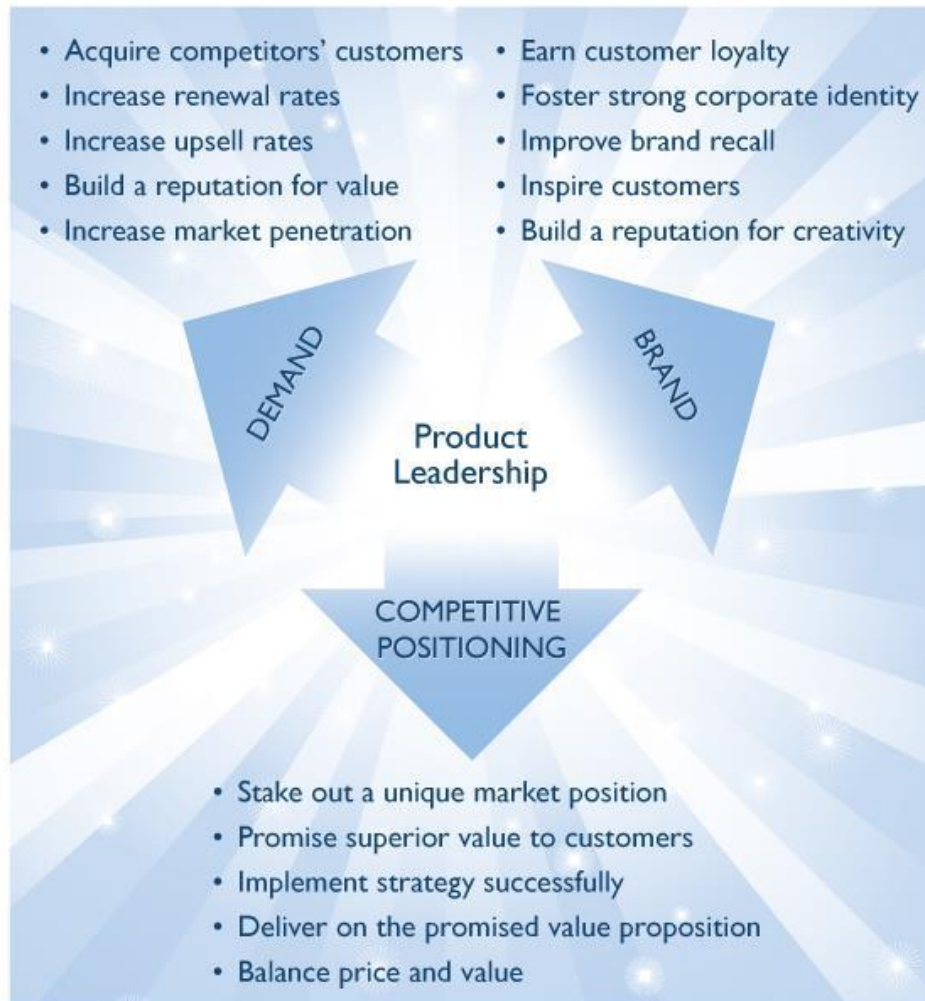 • Acquire competitors' customers
• Increase renewal rates
• Increase upsell rates
• Build a reputation for value
• Increase market penetration
• Earn customer loyalty
• Foster strong corporate identity
• Improve brand recall
• Inspire customers
• Build a reputation for creativity
DEMAND
BRAND
Product
Leadership
COMPETITIVE
POSITIONING
• Stake out a unique market position
• Promise superior value to customers
• Implement strategy successfully
• Deliver on the promised value proposition
• Balance price and value